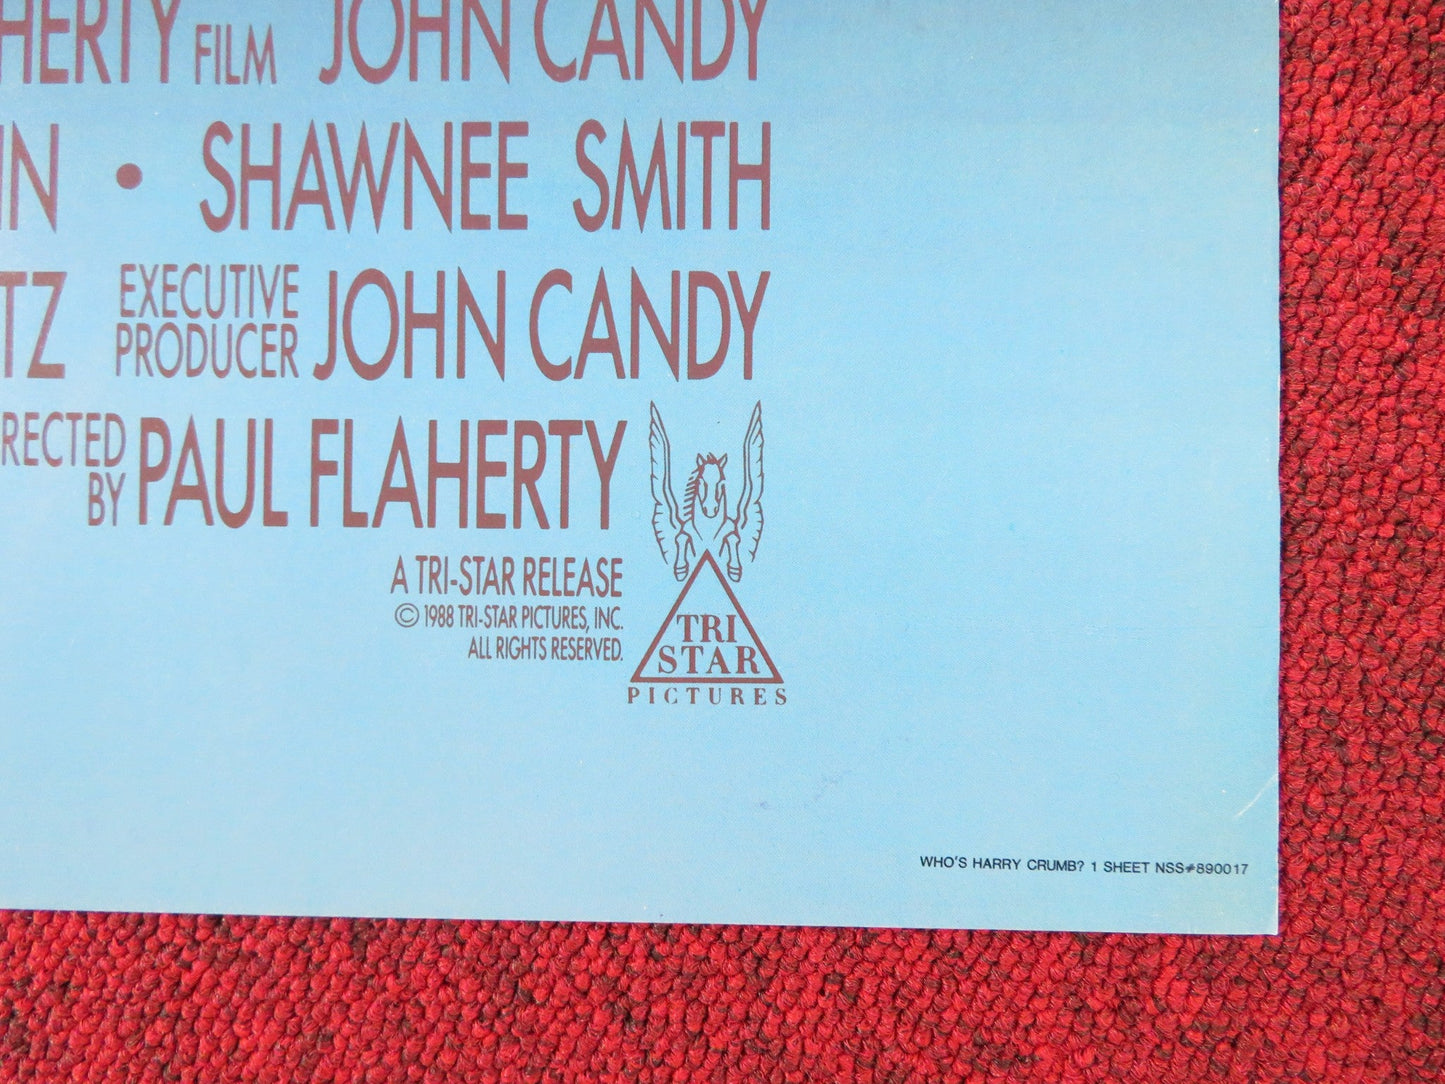 HERTY FILM JOHN CANDY
IN • SHAWNEE SMITH
TZ EXECUTIVE PRODUCER JOHN CANDY
RECTED BY PAUL FLAHERTY
A TRI-STAR RELEASE
© 1988 TRI-STAR PICTURES, INC.
ALL RIGHTS RESERVED.
TRI
STAR
PICTURES
WHO'S HARRY CRUMB? 1 SHEET NSS#890017